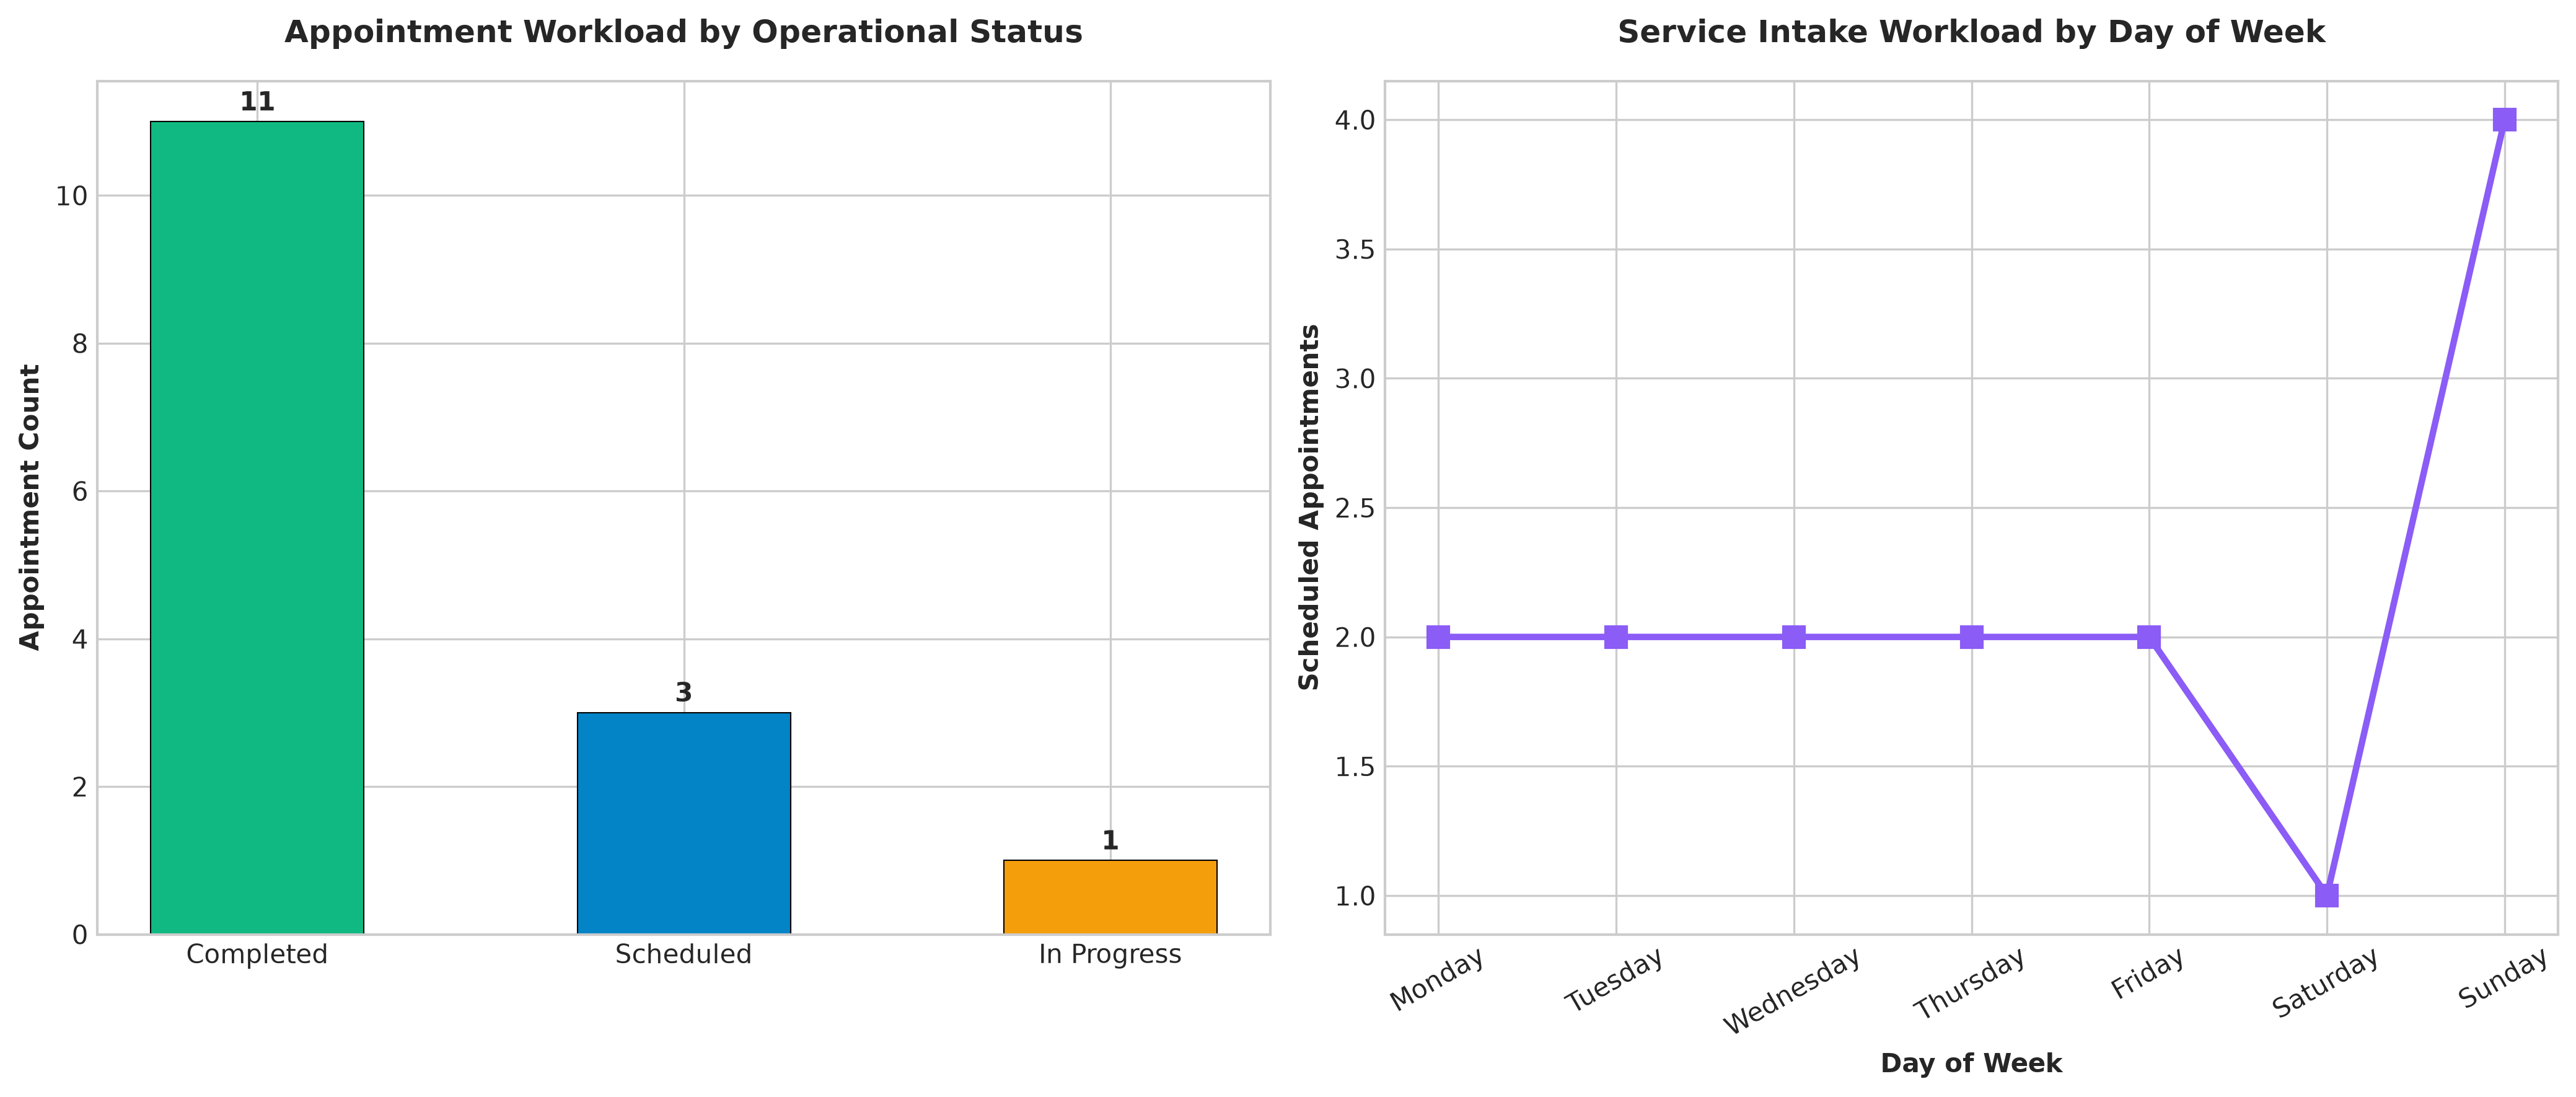 Appointment Workload by Operational Status
Appointment Count
10
8
6
4
2
0
11
3
1
Completed
Scheduled
In Progress
Service Intake Workload by Day of Week
Scheduled Appointments
4.0
3.5
3.0
2.5
2.0
1.5
1.0
Monday
Tuesday
Wednesday
Thursday
Friday
Saturday
Sunday
Day of Week